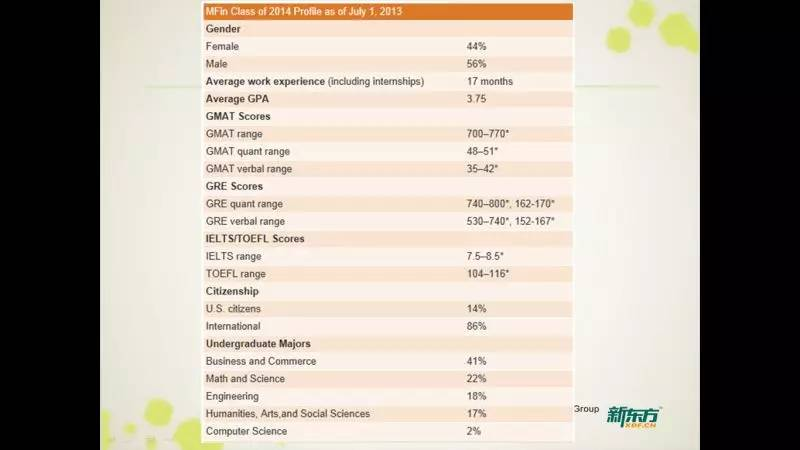 MFin Class of 2014 Profile as of July 1, 2013
Gender
Female 44%
Male 56%
Average work experience (including internships) 17 months
Average GPA 3.75
GMAT Scores
GMAT range 700–770*
GMAT quant range 48–51*
GMAT verbal range 35–42*
GRE Scores
GRE quant range 740–800*, 162-170*
GRE verbal range 530–740*, 152-167*
IELTS/TOEFL Scores
IELTS range 7.5–8.5*
TOEFL range 104–116*
Citizenship
U.S. citizens 14%
International 86%
Undergraduate Majors
Business and Commerce 41%
Math and Science 22%
Engineering 18%
Humanities, Arts,and Social Sciences 17%
Computer Science 2%
Group
新东方
XDF.CN